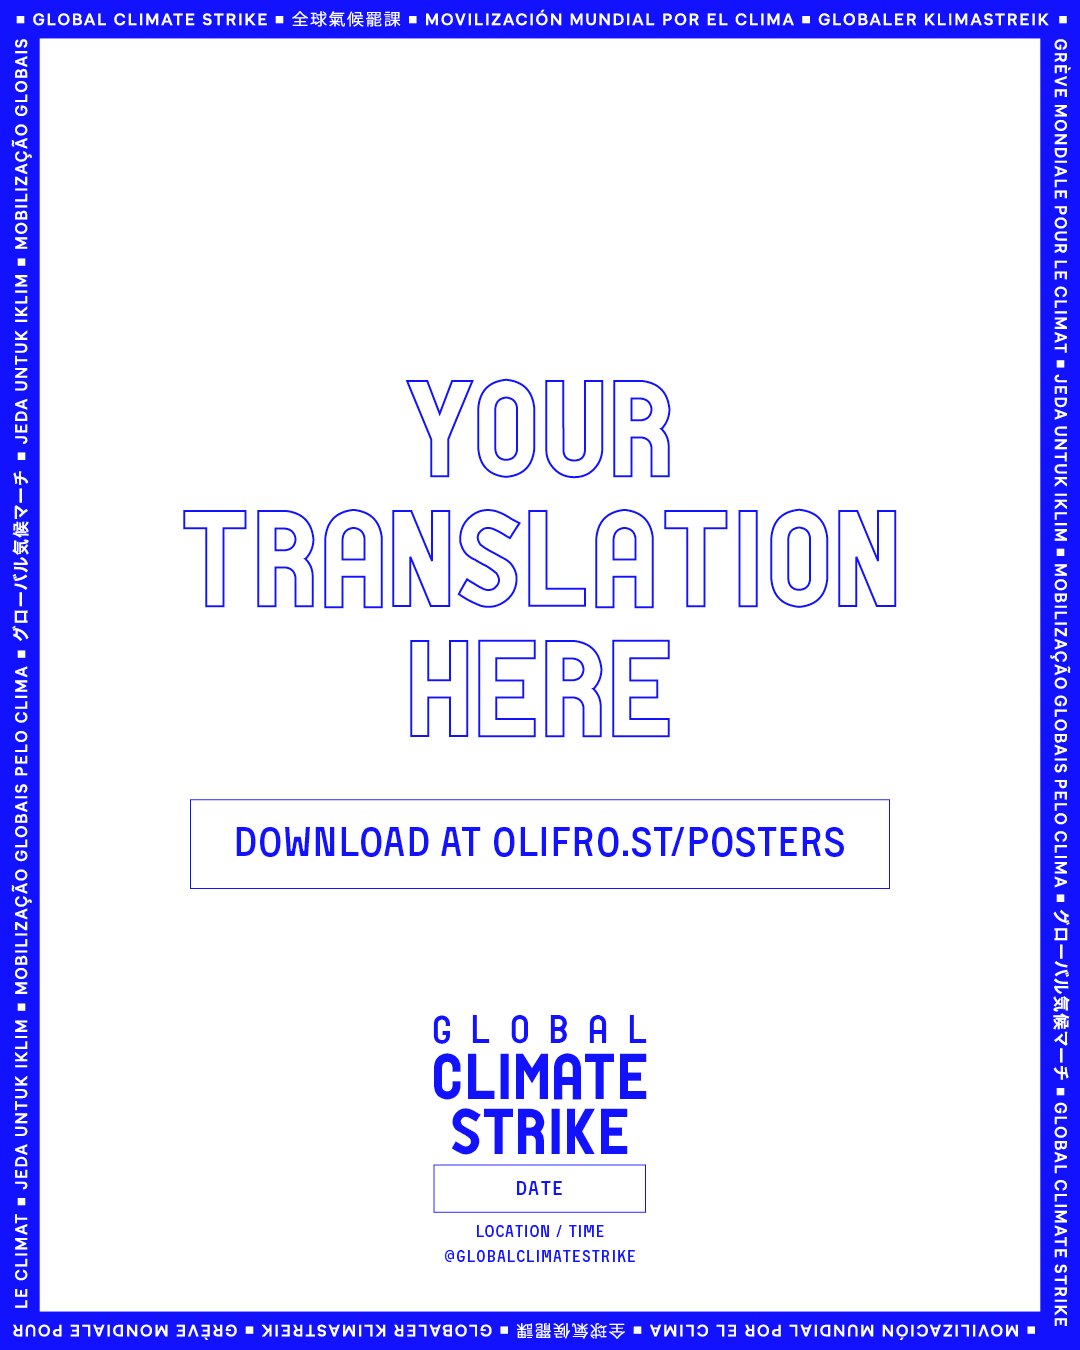 ■ GLOBAL CLIMATE STRIKE ■ 全球氣候罷課 ■ MOVILIZACIÓN MUNDIAL POR EL CLIMA ■ GLOBALER KLIMASTREIK ■
GRÈVE MONDIALE POUR LE CLIMAT ■ JEDA UNTUK IKLIM ■ MOBILIZAÇÃO GLOBAIS PELO CLIMA ■ グローバル気候マーチ ■ GLOBAL CLIMATE STRIKE
■ MOVILIZACIÓN MUNDIAL POR EL CLIMA ■ 全球氣候罷課 ■ GLOBALER KLIMASTREIK ■ GRÈVE MONDIALE POUR
LE CLIMAT ■ JEDA UNTUK IKLIM ■ MOBILIZAÇÃO GLOBAIS PELO CLIMA ■ グローバル気候マーチ ■ JEDA UNTUK IKLIM ■ MOBILIZAÇÃO GLOBAIS
YOUR
TRANSLATION
HERE
DOWNLOAD AT OLIFRO.ST/POSTERS
GLOBAL
CLIMATE
STRIKE
DATE
LOCATION / TIME
@GLOBALCLIMATESTRIKE